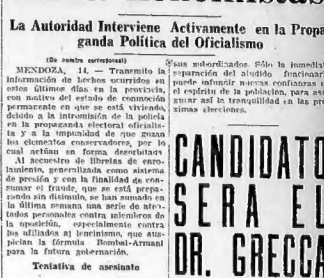 La Autoridad Interviene Activamente en la Propa-
ganda Política del Oficialismo
(De nuestro corresponsal)
MENDOZA, 14. — Transmito la
información de hechos ocurridos en
estos últimos días en la provincia,
con motivo del estado de conmoción
permanente en que se está viviendo,
debido a la intromisión de la policía
en la propaganda electoral oficialis-
ta y a la impunidad de que gozan
los elementos conservadores, por lo
cual actúan en forma desorbitada
Al secuestro de libretas de enro-
lamiento, generalizada como sistema
de presión y con la finalidad de con-
sumar el fraude, que se está prepa-
rando sin disimulo, se han sumado en
la última semana una serie de aten-
tados personales contra miembros de
la oposición, especialmente contra
los afiliados al lencinismo, que aus-
pician la fórmula Bombal-Armani
para la futura gobernación.
Tentativa de asesinato
sus subordinados. Sólo la inmediata
separación del aludido funcionari
puede infundir nuevas confianzas e
el espíritu de la población, para a
gurar así la tranquilidad en las pr
ximas elecciones.
CANDIDATO
SERA EL
DR. GRECCA